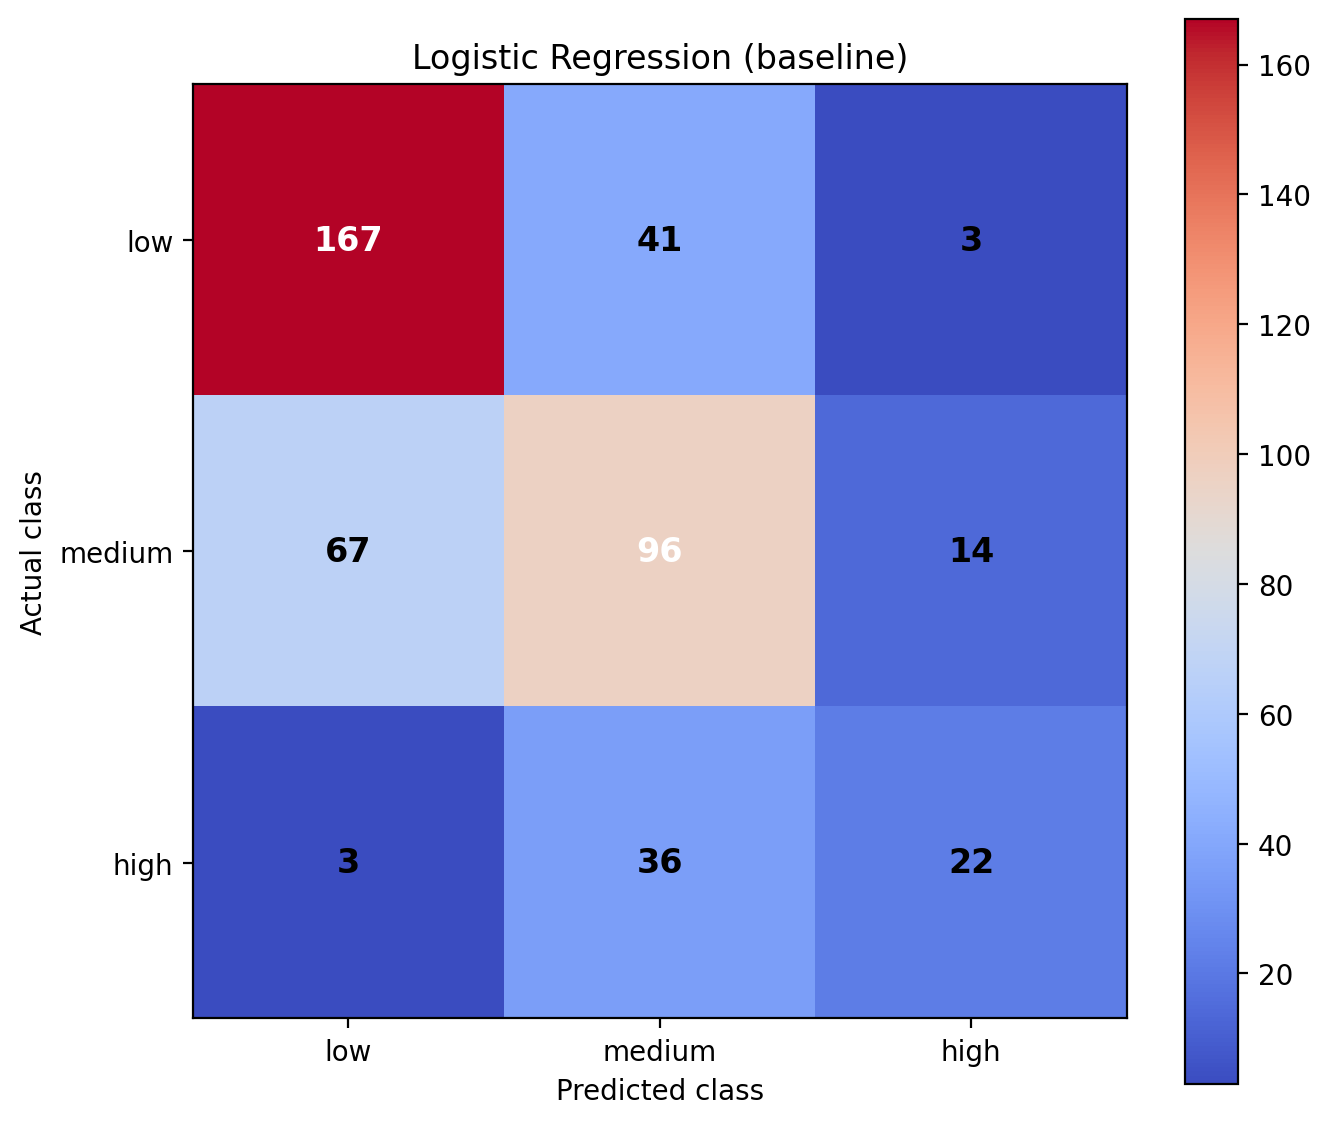 Logistic Regression (baseline)
Actual class
low
medium
high
167 41 3
67 96 14
3 36 22
low medium high
Predicted class
160
140
120
100
80
60
40
20